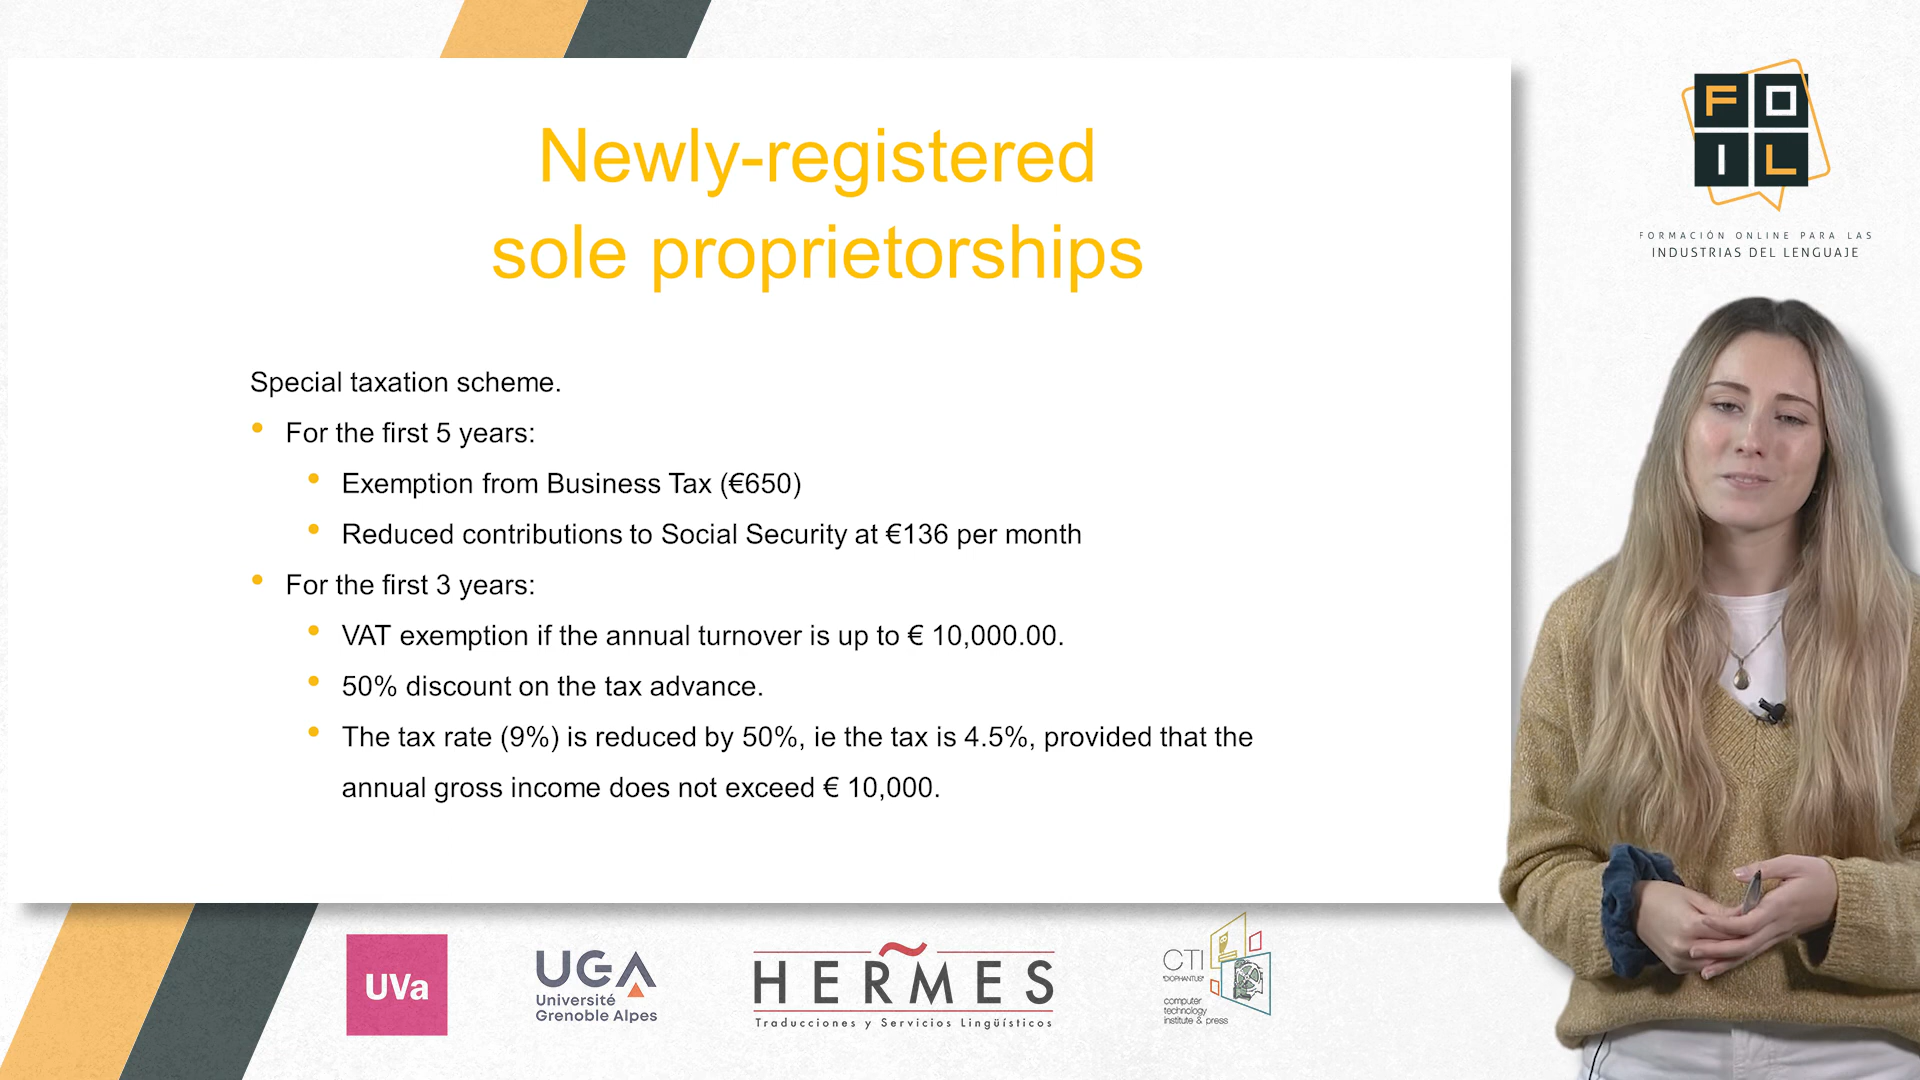 Newly-registered
sole proprietorships
Special taxation scheme.
• For the first 5 years:
• Exemption from Business Tax (€650)
• Reduced contributions to Social Security at €136 per month
• For the first 3 years:
• VAT exemption if the annual turnover is up to € 10,000.00.
• 50% discount on the tax advance.
• The tax rate (9%) is reduced by 50%, ie the tax is 4.5%, provided that the
annual gross income does not exceed € 10,000.
FO
IL
FORMACIÓN ONLINE PARA LAS
INDUSTRIAS DEL LENGUAJE
UVa
UGA
Université
Grenoble Alpes
HERMES
Traducciones y Servicios Lingüísticos
CTI
"DIOPHANTUS"
computer
technology
institute & press